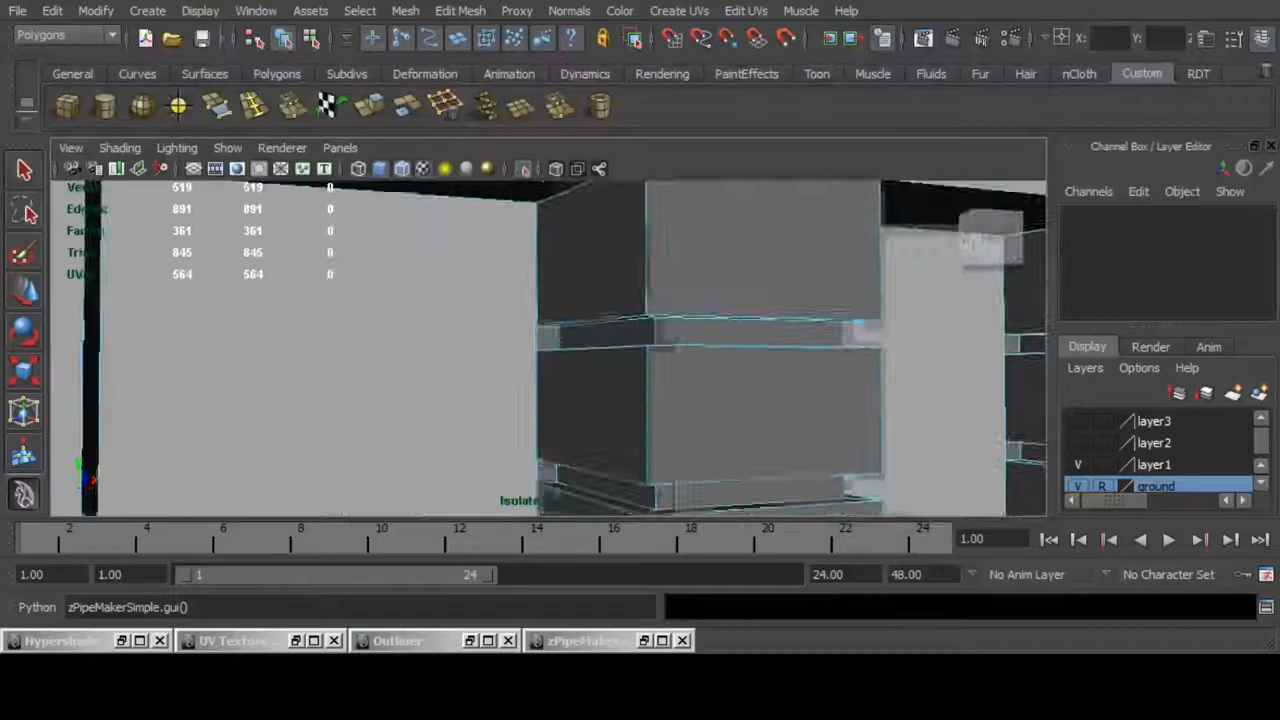 File Edit Modify Create Display Window Assets Select Mesh Edit Mesh Proxy Normals Color Create UVs Edit UVs Muscle Help
Polygons X: Y: Z
General Curves Surfaces Polygons Subdivs Deformation Animation Dynamics Rendering PaintEffects Toon Muscle Fluids Fur Hair nCloth Custom RDT
View Shading Lighting Show Renderer Panels
Channel Box / Layer Editor
Channels Edit Object Show
519 519 0
891 891 0
361 361 0
845 845 0
564 564 0
Display Render Anim
Layers Options Help
layer3
layer2
V layer1
V R ground
Isolate
2 4 6 8 10 12 14 16 18 20 22 24
1.00
1.00 1.00 1 24 24.00 48.00 No Anim Layer No Character Set
Python zPipeMakerSimple.gui()
Hypershade UV Texture Outliner zPipeMake